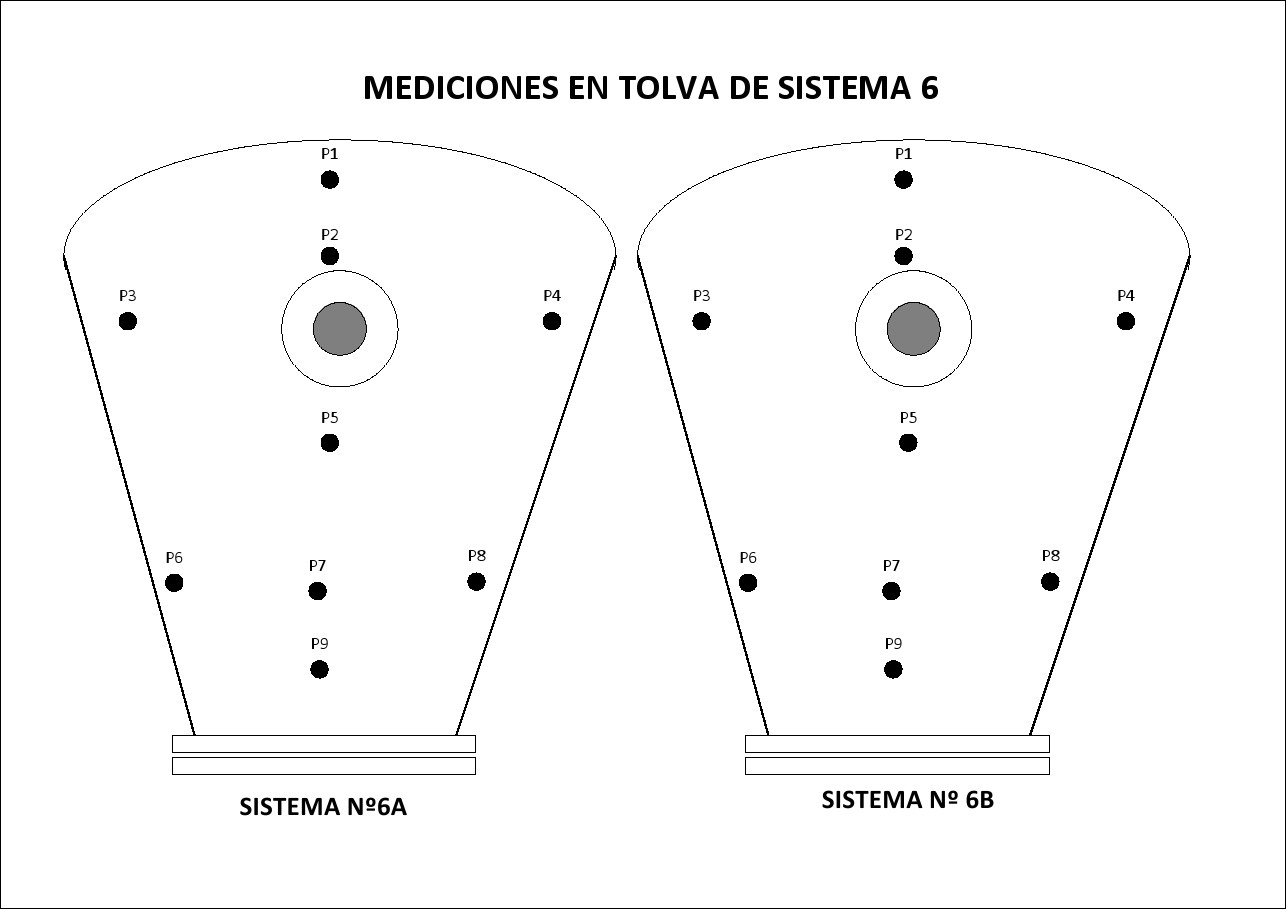 MEDICIONES EN TOLVA DE SISTEMA 6
P1
P2
P3
P4
P5
P6
P7
P8
P9
SISTEMA Nº6A
P1
P2
P3
P4
P5
P6
P7
P8
P9
SISTEMA Nº 6B